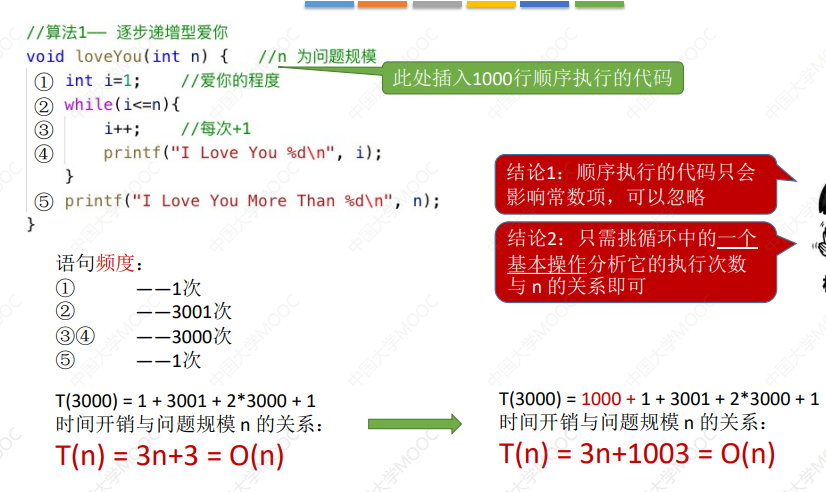 //算法1—— 逐步递增型爱你
void loveYou(int n) { //n 为问题规模
① int i=1; //爱你的程度
② while(i<=n){
③ i++; //每次+1
④ printf("I Love You %d\n", i);
}
⑤ printf("I Love You More Than %d\n", n);
}
此处插入1000行顺序执行的代码
结论1：顺序执行的代码只会
影响常数项，可以忽略
结论2：只需挑循环中的一个
基本操作分析它的执行次数
与 n 的关系即可
语句频度：
① ——1次
② ——3001次
③④ ——3000次
⑤ ——1次
T(3000) = 1 + 3001 + 2*3000 + 1
时间开销与问题规模 n 的关系：
T(n) = 3n+3 = O(n)
T(3000) = 1000 + 1 + 3001 + 2*3000 + 1
时间开销与问题规模 n 的关系：
T(n) = 3n+1003 = O(n)
中国大学MOOC